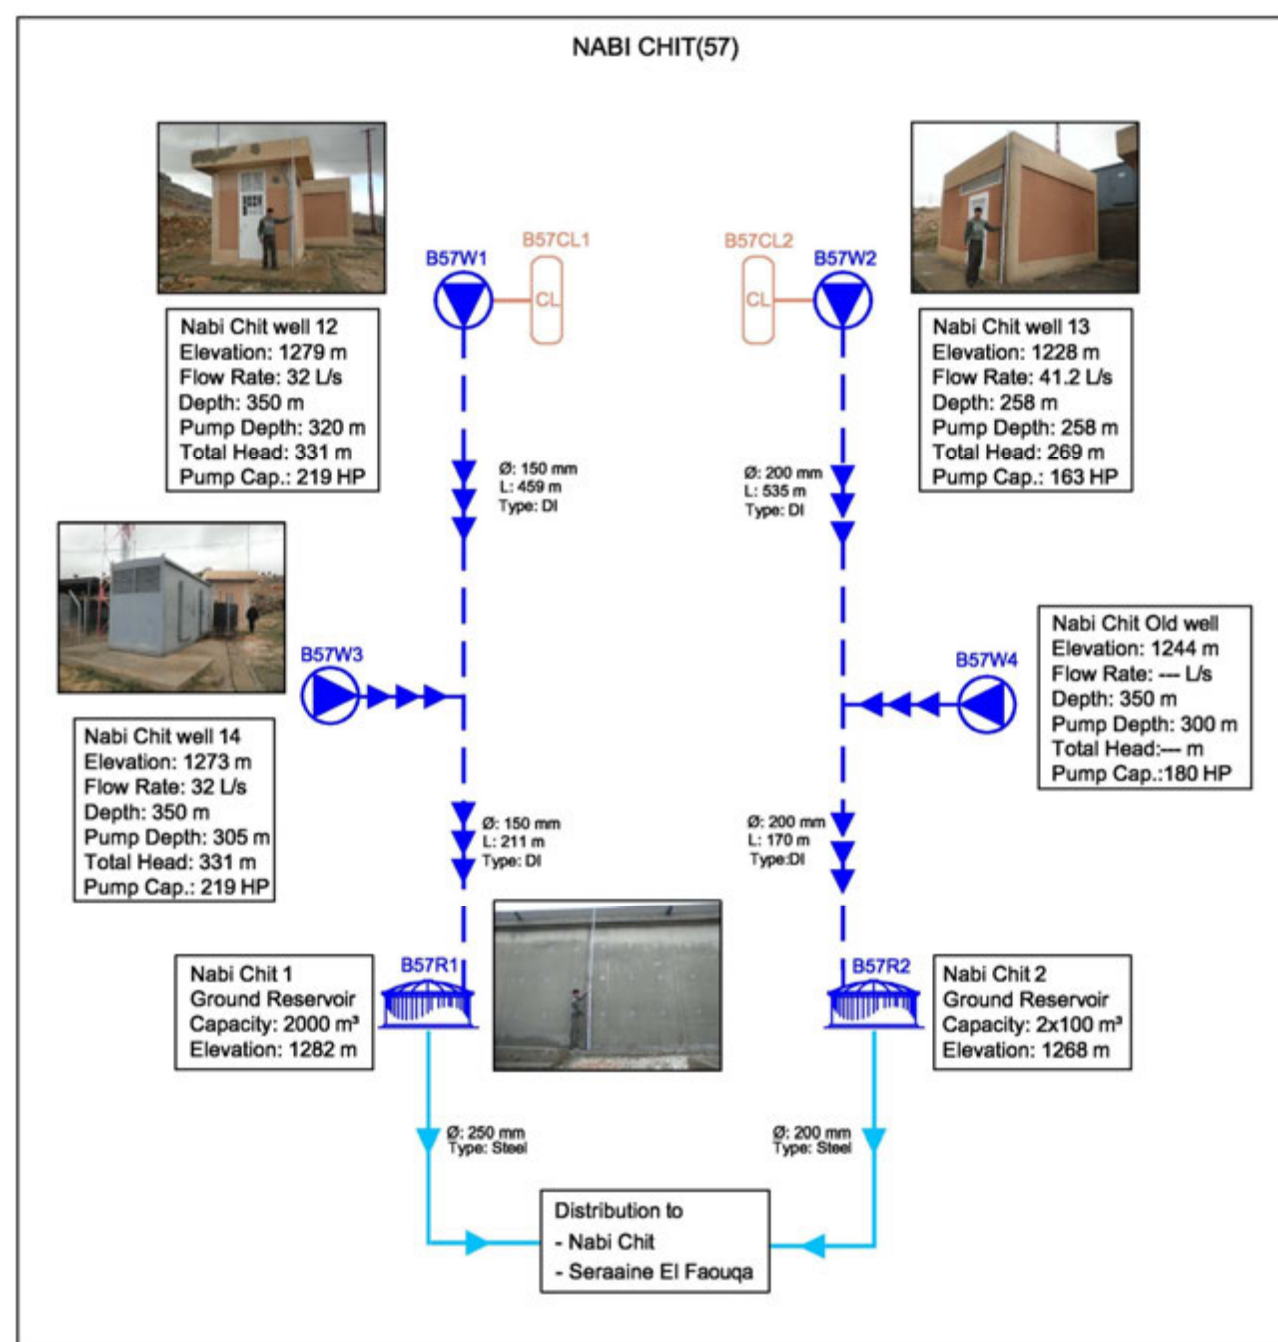 NABI CHIT(57)
B57W1
B57CL1
CL
B57CL2
CL
B57W2
Nabi Chit well 12
Elevation: 1279 m
Flow Rate: 32 L/s
Depth: 350 m
Pump Depth: 320 m
Total Head: 331 m
Pump Cap.: 219 HP
Nabi Chit well 13
Elevation: 1228 m
Flow Rate: 41.2 L/s
Depth: 258 m
Pump Depth: 258 m
Total Head: 269 m
Pump Cap.: 163 HP
Ø: 150 mm
L: 459 m
Type: DI
Ø: 200 mm
L: 535 m
Type: DI
B57W3
B57W4
Nabi Chit Old well
Elevation: 1244 m
Flow Rate: --- L/s
Depth: 350 m
Pump Depth: 300 m
Total Head:--- m
Pump Cap.:180 HP
Nabi Chit well 14
Elevation: 1273 m
Flow Rate: 32 L/s
Depth: 350 m
Pump Depth: 305 m
Total Head: 331 m
Pump Cap.: 219 HP
Ø: 150 mm
L: 211 m
Type: DI
Ø: 200 mm
L: 170 m
Type:DI
Nabi Chit 1
Ground Reservoir
Capacity: 2000 m³
Elevation: 1282 m
B57R1
B57R2
Nabi Chit 2
Ground Reservoir
Capacity: 2x100 m³
Elevation: 1268 m
Ø: 250 mm
Type: Steel
Ø: 200 mm
Type: Steel
Distribution to
- Nabi Chit
- Seraaine El Faouqa